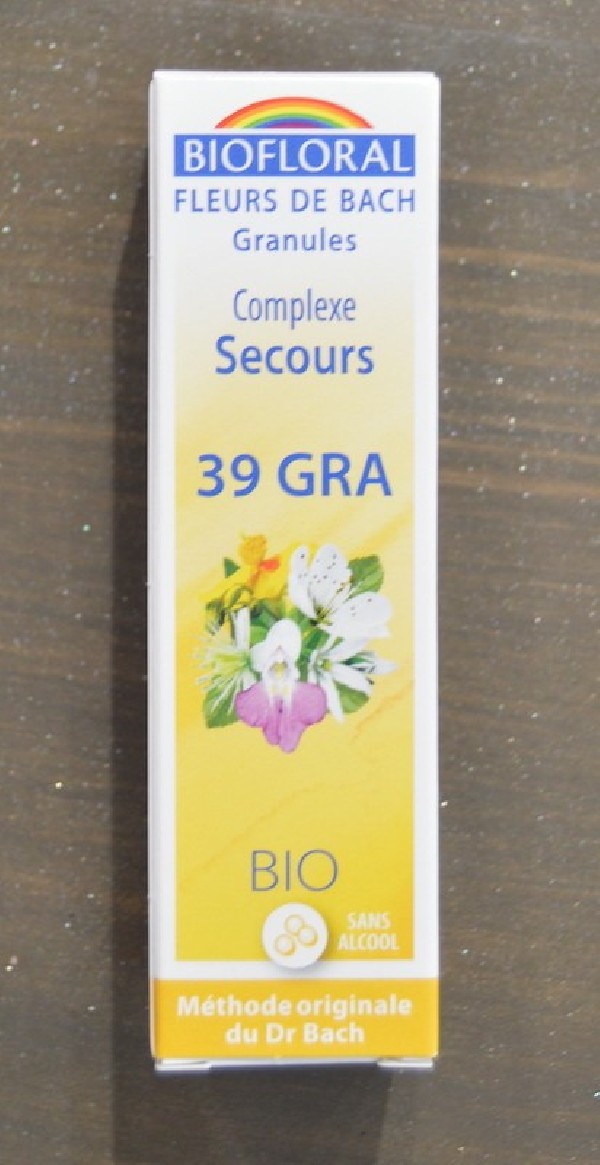 BIOFLORAL
FLEURS DE BACH
Granules
Complexe
Secours
39 GRA
BIO
SANS
ALCOOL
Méthode originale
du Dr Bach